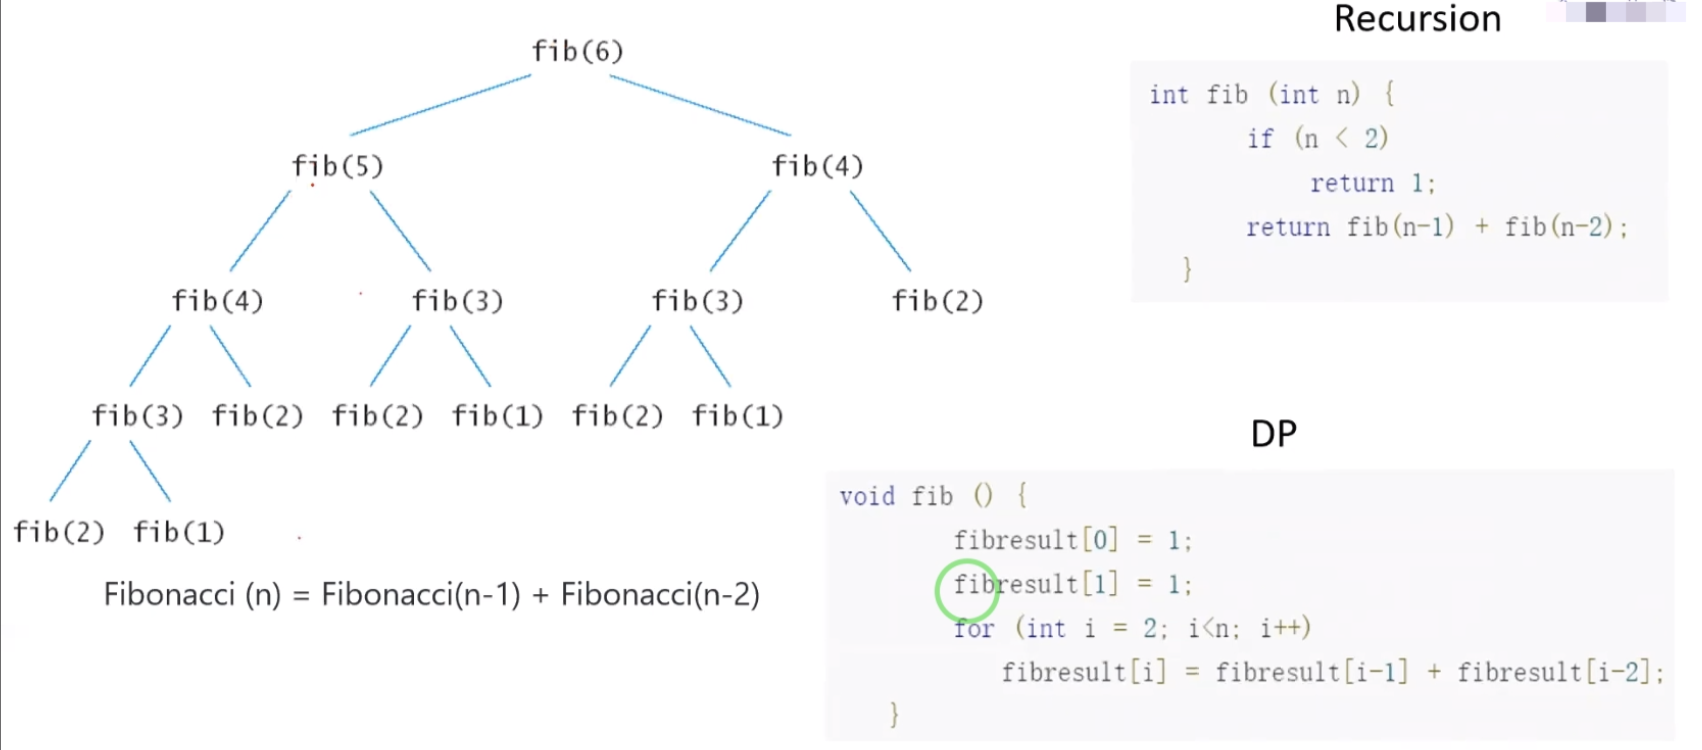 fib(6)
fib(5) fib(4)
fib(4) fib(3) fib(3) fib(2)
fib(3) fib(2) fib(2) fib(1) fib(2) fib(1)
fib(2) fib(1)
Fibonacci (n) = Fibonacci(n-1) + Fibonacci(n-2)
Recursion
int fib (int n) {
if (n < 2)
return 1;
return fib(n-1) + fib(n-2);
}
DP
void fib () {
fibresult[0] = 1;
fibresult[1] = 1;
for (int i = 2; i<n; i++)
fibresult[i] = fibresult[i-1] + fibresult[i-2];
}